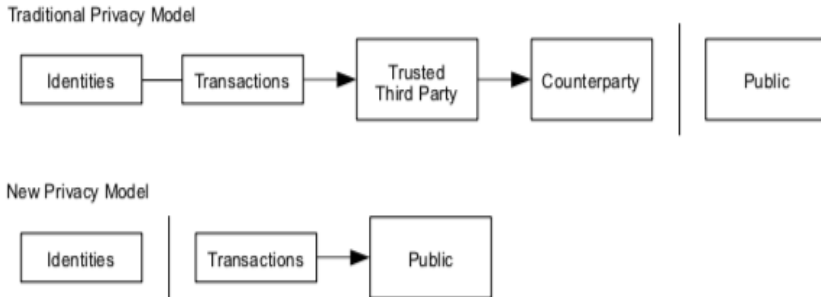 Traditional Privacy Model
Identities
Transactions
Trusted
Third Party
Counterparty
Public
New Privacy Model
Identities
Transactions
Public